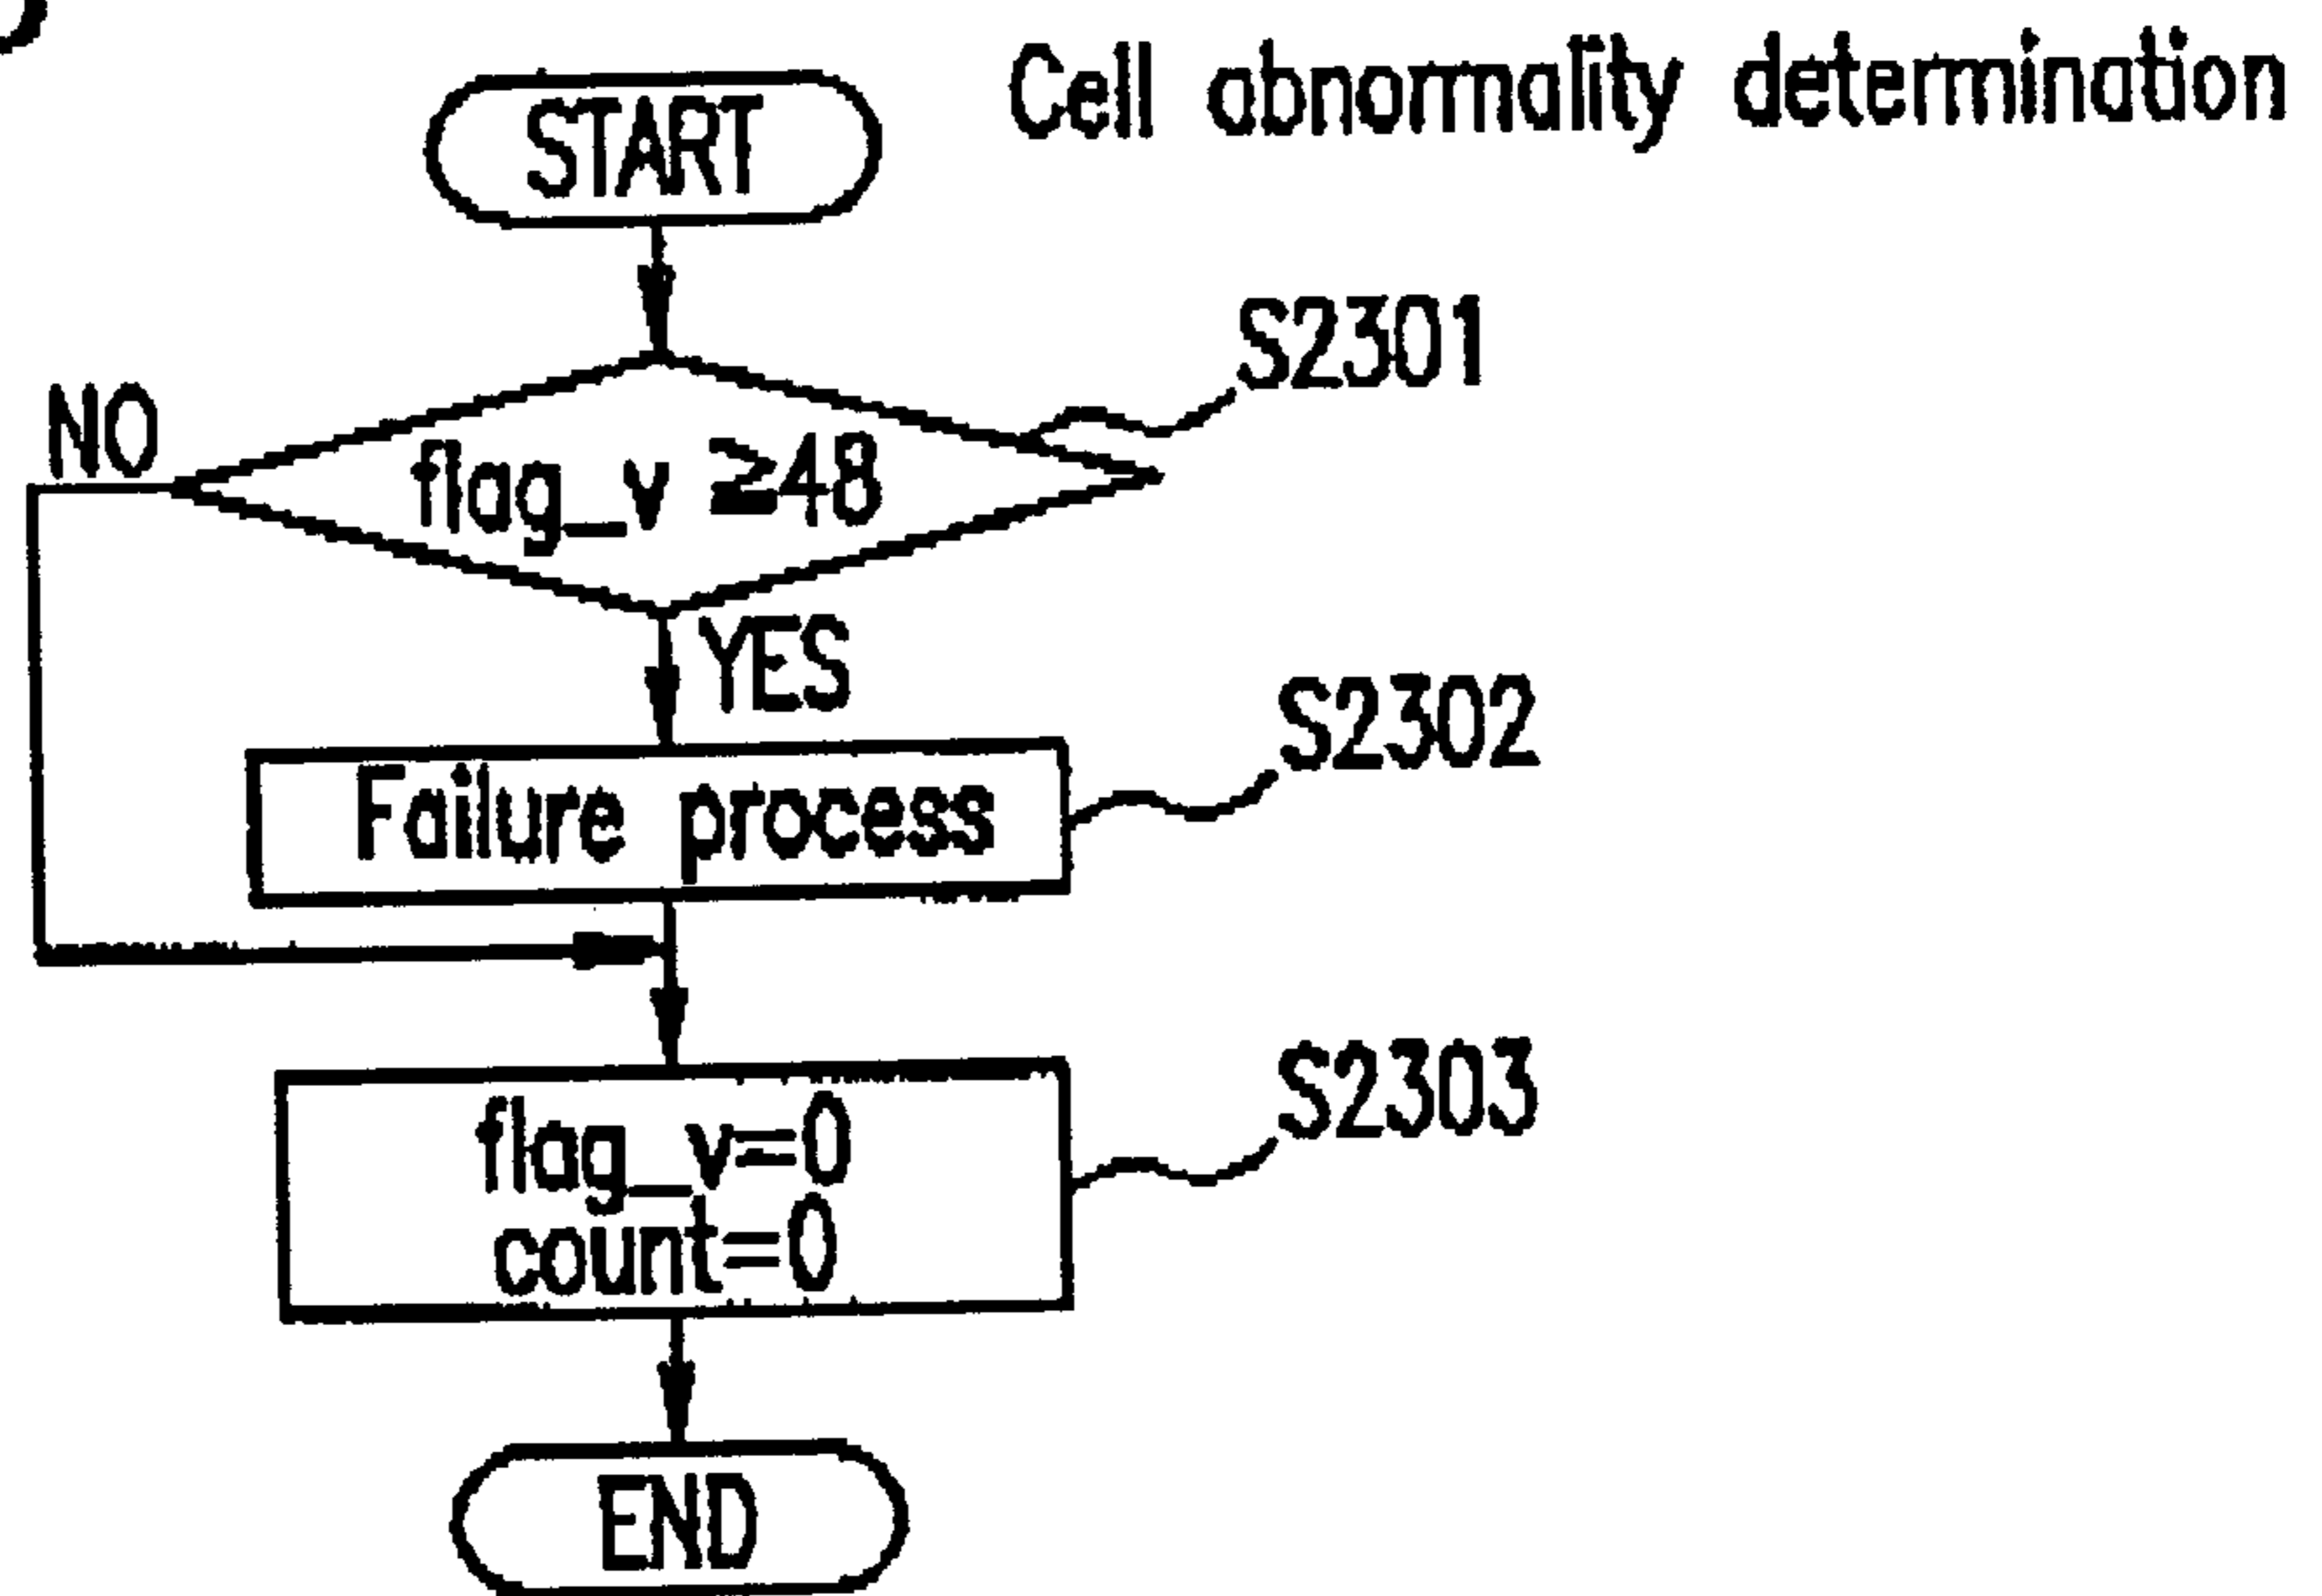 Cell abnormality determination
START
S2301
NO
flag_v ≥48
YES
S2302
Failure process
S2303
flag_v=0
count=0
END